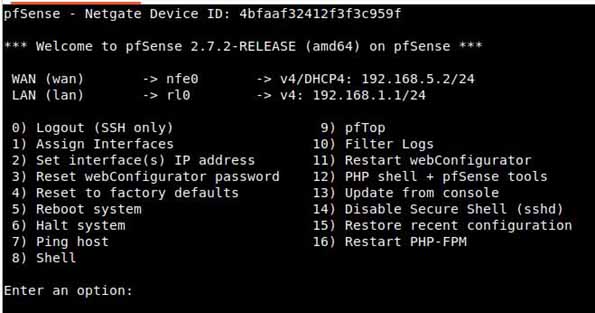 pfSense - Netgate Device ID: 4bfaaf32412f3f3c959f
*** Welcome to pfSense 2.7.2-RELEASE (amd64) on pfSense ***
WAN (wan) -> nfe0 -> v4/DHCP4: 192.168.5.2/24
LAN (lan) -> rl0 -> v4: 192.168.1.1/24
0) Logout (SSH only) 9) pfTop
1) Assign Interfaces 10) Filter Logs
2) Set interface(s) IP address 11) Restart webConfigurator
3) Reset webConfigurator password 12) PHP shell + pfSense tools
4) Reset to factory defaults 13) Update from console
5) Reboot system 14) Disable Secure Shell (sshd)
6) Halt system 15) Restore recent configuration
7) Ping host 16) Restart PHP-FPM
8) Shell
Enter an option: